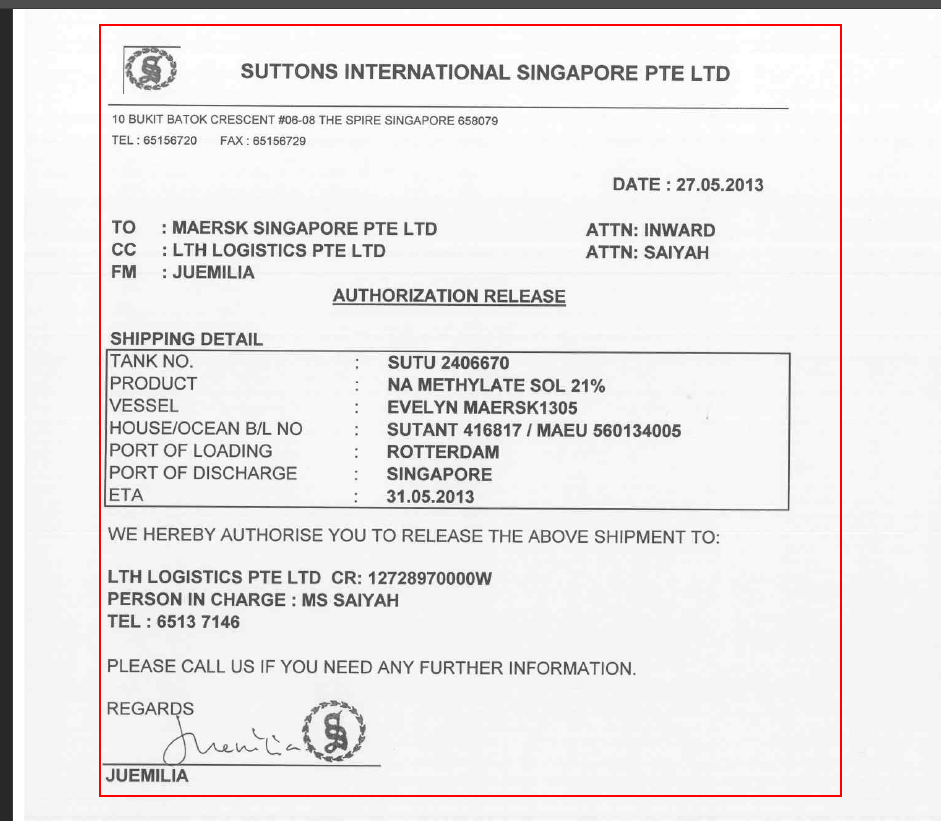 SUTTONS INTERNATIONAL SINGAPORE PTE LTD
10 BUKIT BATOK CRESCENT #06-08 THE SPIRE SINGAPORE 658079
TEL : 65156720 FAX : 65156729
DATE : 27.05.2013
TO : MAERSK SINGAPORE PTE LTD ATTN: INWARD
CC : LTH LOGISTICS PTE LTD ATTN: SAIYAH
FM : JUEMILIA
AUTHORIZATION RELEASE
SHIPPING DETAIL
TANK NO. : SUTU 2406670
PRODUCT : NA METHYLATE SOL 21%
VESSEL : EVELYN MAERSK1305
HOUSE/OCEAN B/L NO : SUTANT 416817 / MAEU 560134005
PORT OF LOADING : ROTTERDAM
PORT OF DISCHARGE : SINGAPORE
ETA : 31.05.2013
WE HEREBY AUTHORISE YOU TO RELEASE THE ABOVE SHIPMENT TO:
LTH LOGISTICS PTE LTD CR: 12728970000W
PERSON IN CHARGE : MS SAIYAH
TEL : 6513 7146
PLEASE CALL US IF YOU NEED ANY FURTHER INFORMATION.
REGARDS
Juemilia
JUEMILIA